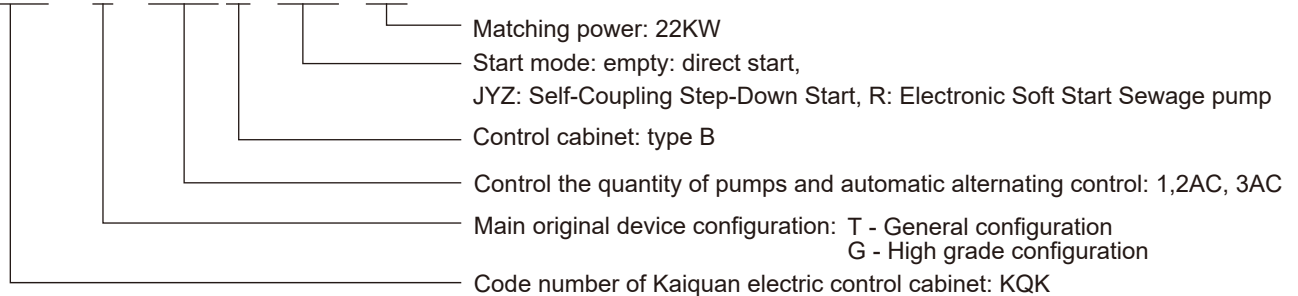 Matching power: 22KW
Start mode: empty: direct start,
JYZ: Self-Coupling Step-Down Start, R: Electronic Soft Start Sewage pump
Control cabinet: type B
Control the quantity of pumps and automatic alternating control: 1,2AC, 3AC
Main original device configuration: T - General configuration
G - High grade configuration
Code number of Kaiquan electric control cabinet: KQK